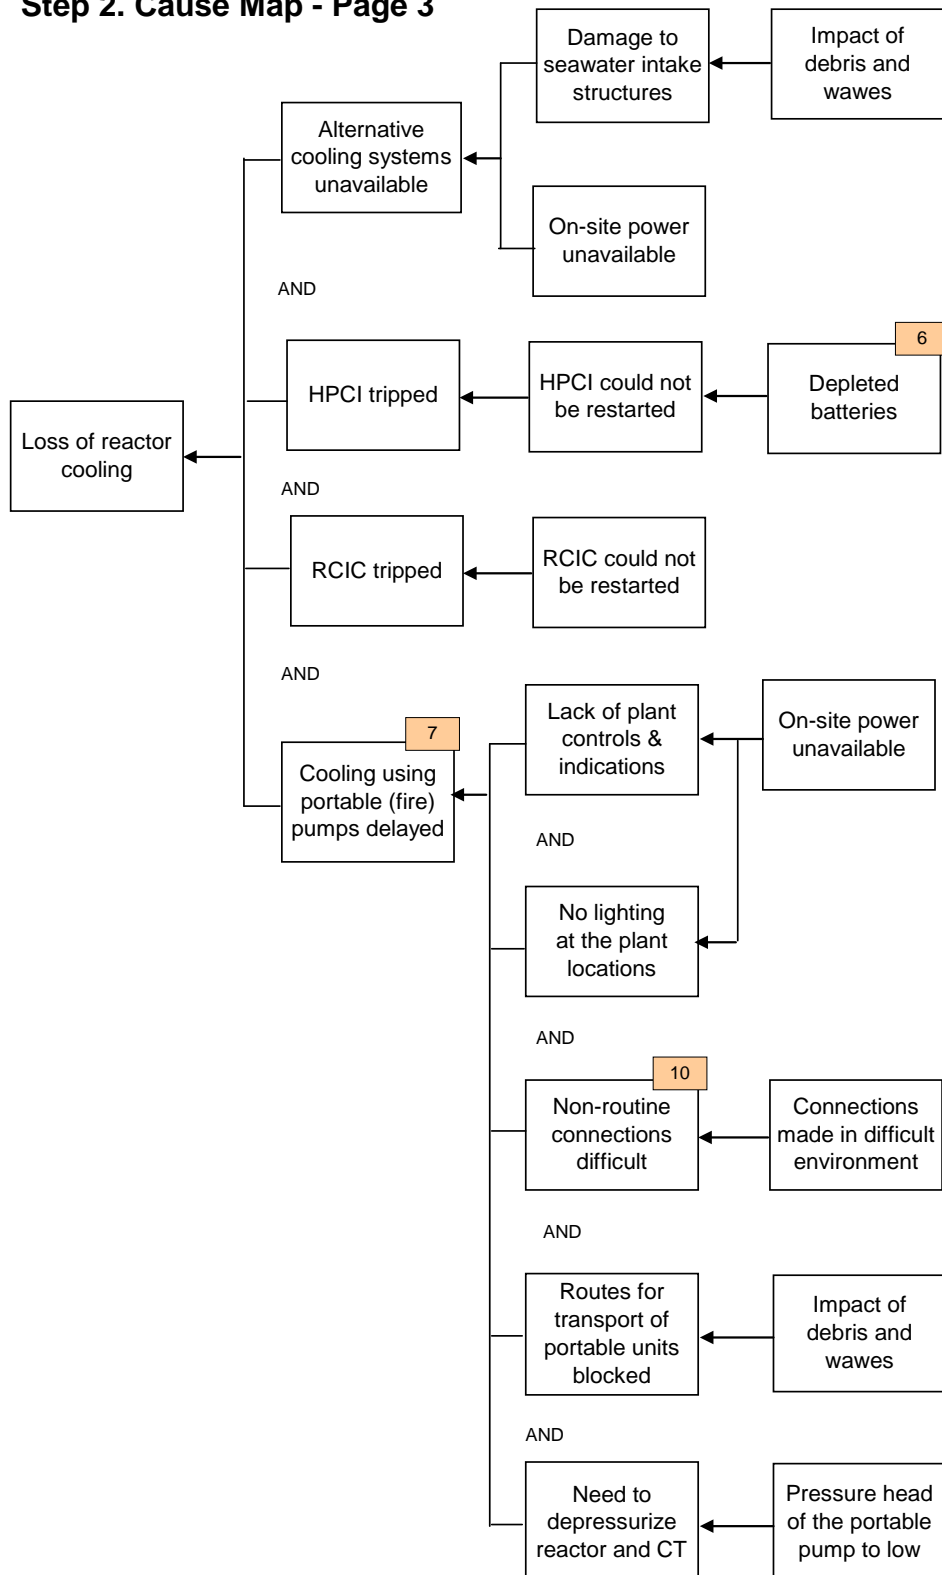 Step 2. Cause Map - Page 3
Damage to
seawater intake
structures
Impact of
debris and
wawes
Alternative
cooling systems
unavailable
On-site power
unavailable
AND
6
HPCI tripped
HPCI could not
be restarted
Depleted
batteries
Loss of reactor
cooling
AND
RCIC tripped
RCIC could not
be restarted
AND
7
Cooling using
portable (fire)
pumps delayed
Lack of plant
controls &
indications
On-site power
unavailable
AND
No lighting
at the plant
locations
AND
10
Non-routine
connections
difficult
Connections
made in difficult
environment
AND
Routes for
transport of
portable units
blocked
Impact of
debris and
wawes
AND
Need to
depressurize
reactor and CT
Pressure head
of the portable
pump to low